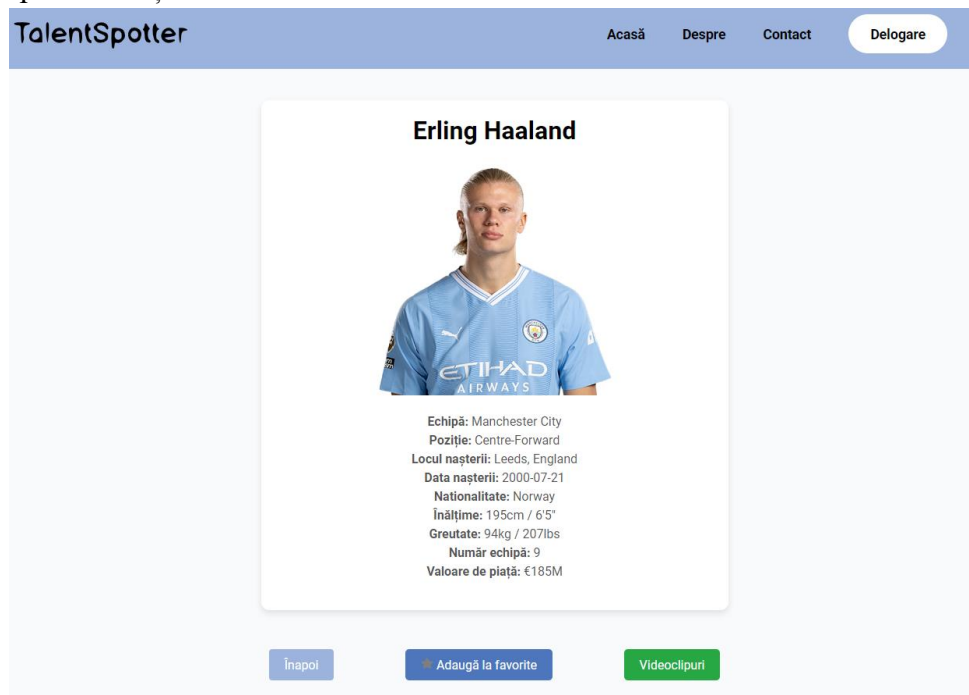 TalentSpotter
Acasă Despre Contact Delogare
Erling Haaland
ETIHAD
AIRWAYS
Echipă: Manchester City
Poziție: Centre-Forward
Locul nașterii: Leeds, England
Data nașterii: 2000-07-21
Nationalitate: Norway
Înălțime: 195cm / 6'5"
Greutate: 94kg / 207lbs
Număr echipă: 9
Valoare de piață: €185M
Înapoi Adaugă la favorite Videoclipuri